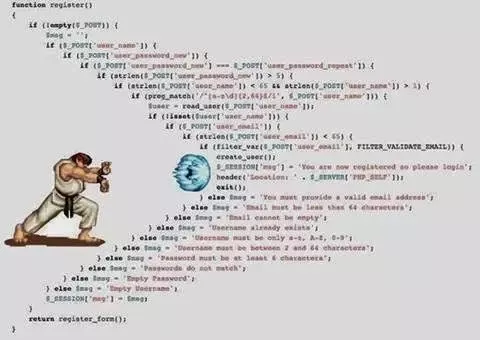 function register()
{
    if (!empty($_POST)) {
        $msg = '';
        if ($_POST['user_name']) {
            if ($_POST['user_password_new']) {
                if ($_POST['user_password_new'] === $_POST['user_password_repeat']) {
                    if (strlen($_POST['user_password_new']) > 5) {
                        if (strlen($_POST['user_name']) < 65 && strlen($_POST['user_name']) > 1) {
                            if (preg_match('/^[a-z\d]{2,64}$/i', $_POST['user_name'])) {
                                $user = read_user($_POST['user_name']);
                                if (!isset($user['user_name'])) {
                                    if ($_POST['user_email']) {
                                        if (strlen($_POST['user_email']) < 65) {
                                            if (filter_var($_POST['user_email'], FILTER_VALIDATE_EMAIL)) {
                                                create_user();
                                                $_SESSION['msg'] = 'You are now registered so please login';
                                                header('Location: ' . $_SERVER['PHP_SELF']);
                                                exit();
                                            } else $msg = 'You must provide a valid email address';
                                        } else $msg = 'Email must be less than 64 characters';
                                    } else $msg = 'Email cannot be empty';
                                } else $msg = 'Username already exists';
                            } else $msg = 'Username must be only a-z, A-Z, 0-9';
                        } else $msg = 'Username must be between 2 and 64 characters';
                    } else $msg = 'Password must be at least 6 characters';
                } else $msg = 'Passwords do not match';
            } else $msg = 'Empty Password';
        } else $msg = 'Empty Username';
        $_SESSION['msg'] = $msg;
    }
    return register_form();
}